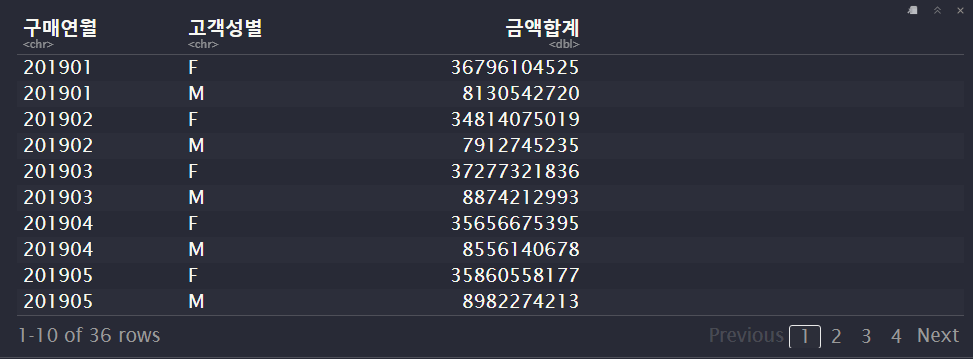 구매연월 고객성별 금액합계
<chr> <chr> <dbl>
201901 F 36796104525
201901 M 8130542720
201902 F 34814075019
201902 M 7912745235
201903 F 37277321836
201903 M 8874212993
201904 F 35656675395
201904 M 8556140678
201905 F 35860558177
201905 M 8982274213
1-10 of 36 rows Previous 1 2 3 4 Next